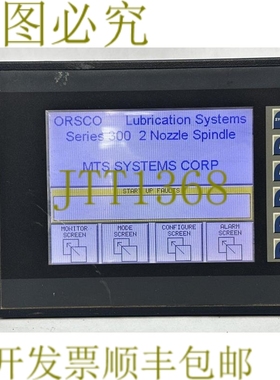 图必究
ORSCO Lubrication Systems
Series 300 2 Nozzle Spindle
MTS SYSTEMS CORP
JTT1368
START UP FAULTS
MONITOR SCREEN
MODE SCREEN
CONFIGURE SCREEN
ALARM SCREEN
开发票顺丰包邮